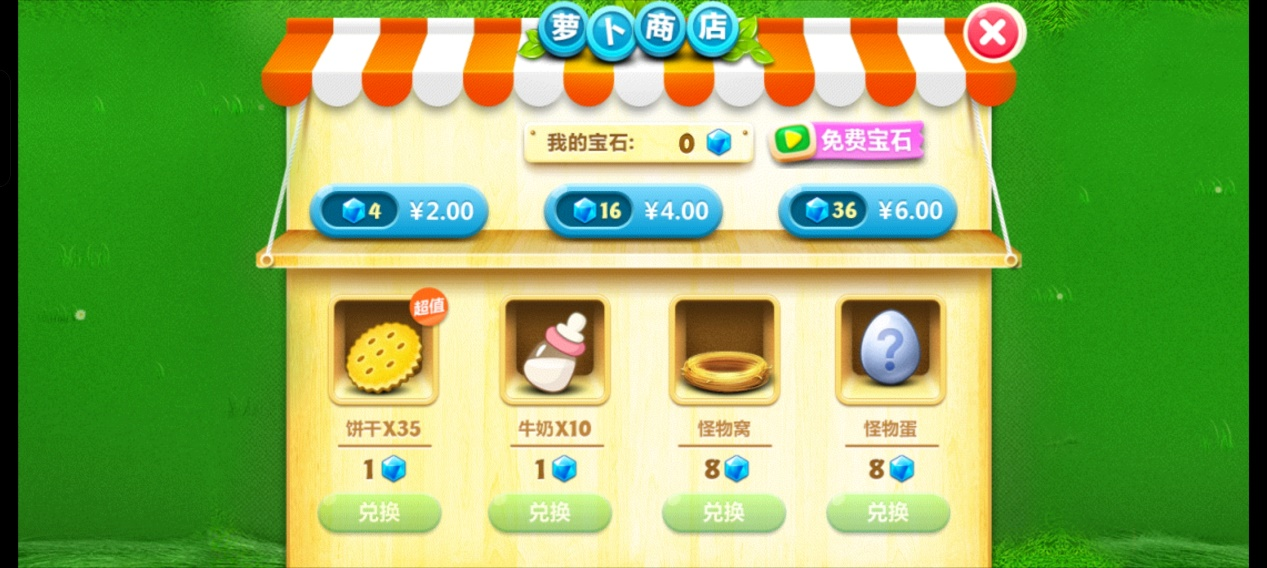 萝卜商店
我的宝石: 0
免费宝石
4 ¥2.00
16 ¥4.00
36 ¥6.00
超值
?
饼干X35
牛奶X10
怪物窝
怪物蛋
1
1
8
8
兑换
兑换
兑换
兑换